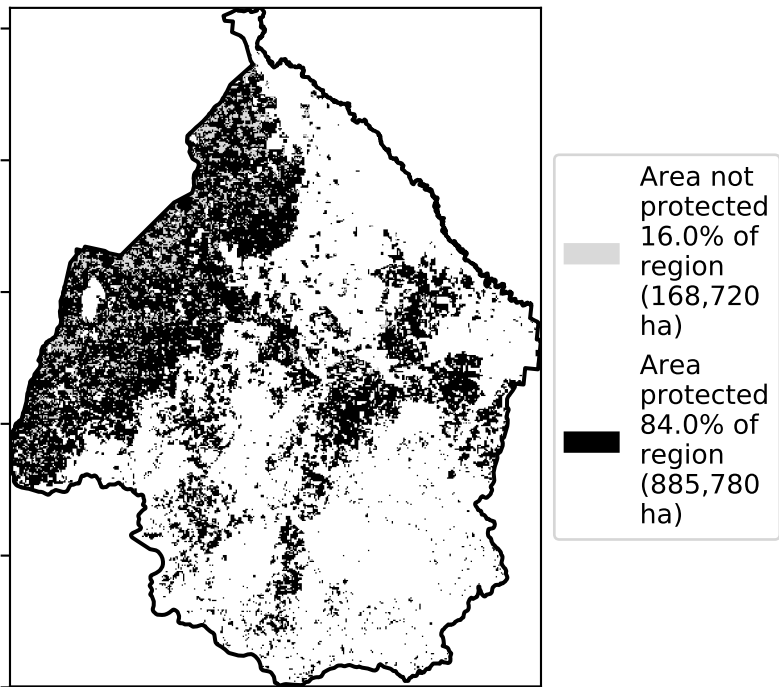 Area not
protected
16.0% of
region
(168,720
ha)
Area
protected
84.0% of
region
(885,780
ha)